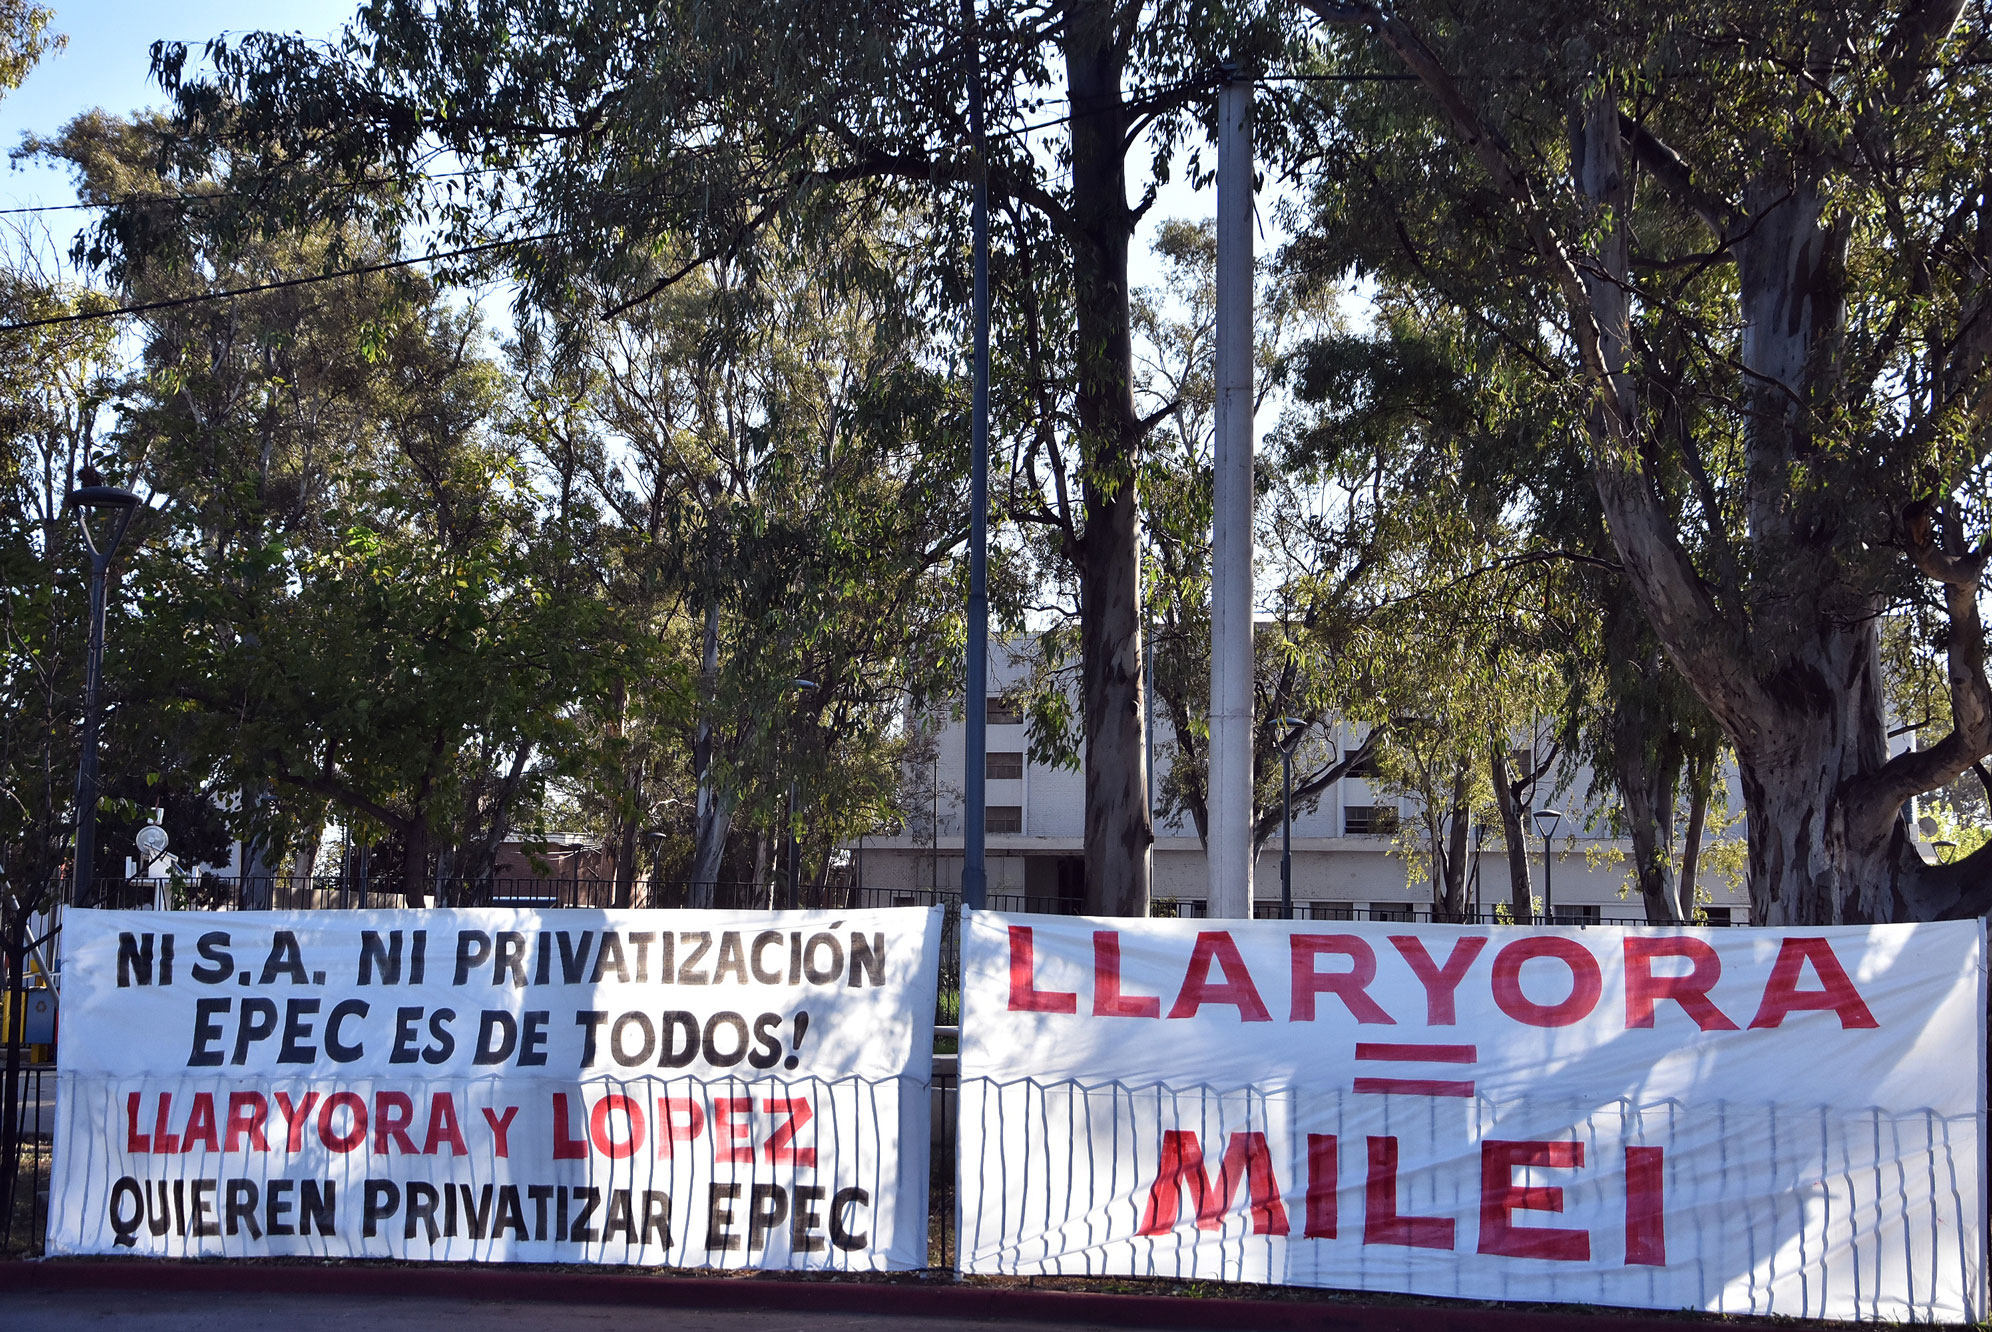 NI S.A. NI PRIVATIZACIÓN
EPEC ES DE TODOS!
LLARYORA Y LOPEZ
QUIEREN PRIVATIZAR EPEC
LLARYORA
=
MILEI